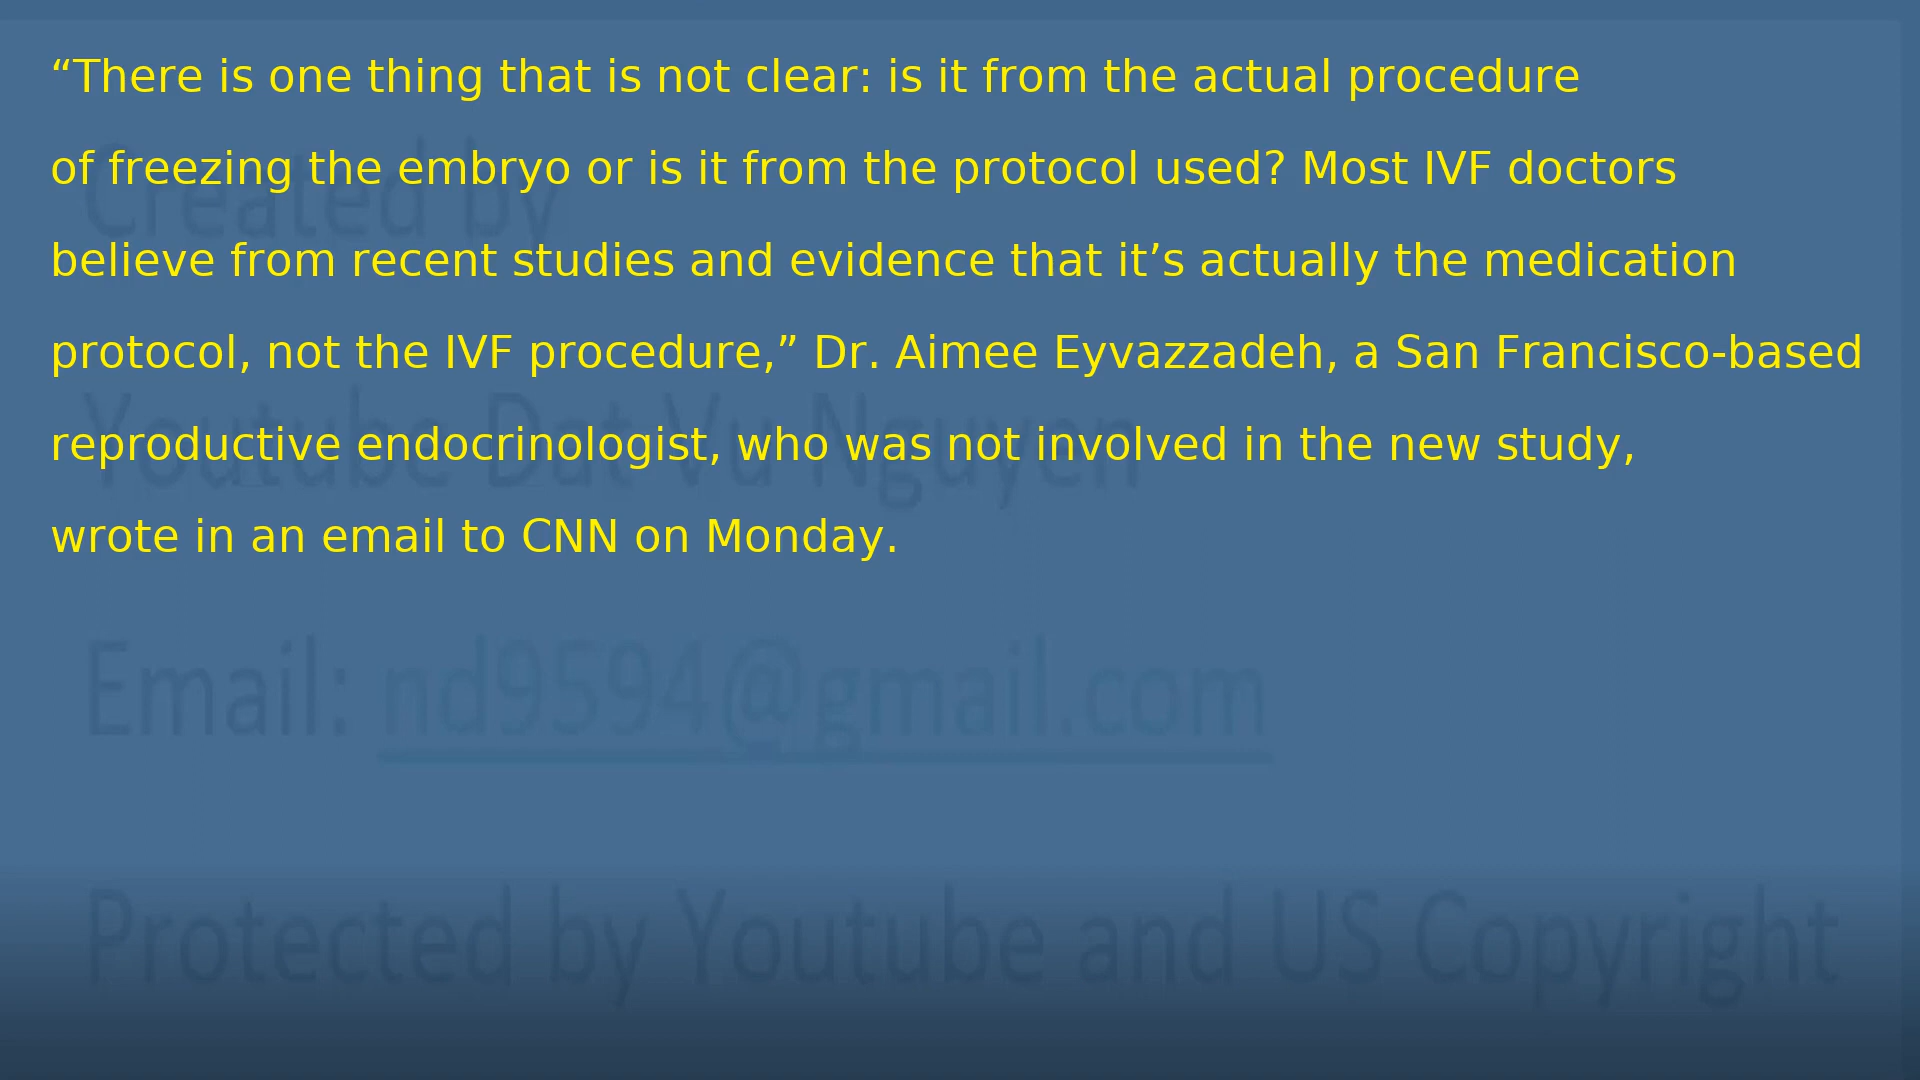 “There is one thing that is not clear: is it from the actual procedure
of freezing the embryo or is it from the protocol used? Most IVF doctors
believe from recent studies and evidence that it’s actually the medication
protocol, not the IVF procedure,” Dr. Aimee Eyvazzadeh, a San Francisco-based
reproductive endocrinologist, who was not involved in the new study,
wrote in an email to CNN on Monday.
Created by
Youtube Dat Vu Nguyen
Email: nd9594@gmail.com
Protected by Youtube and US Copyright